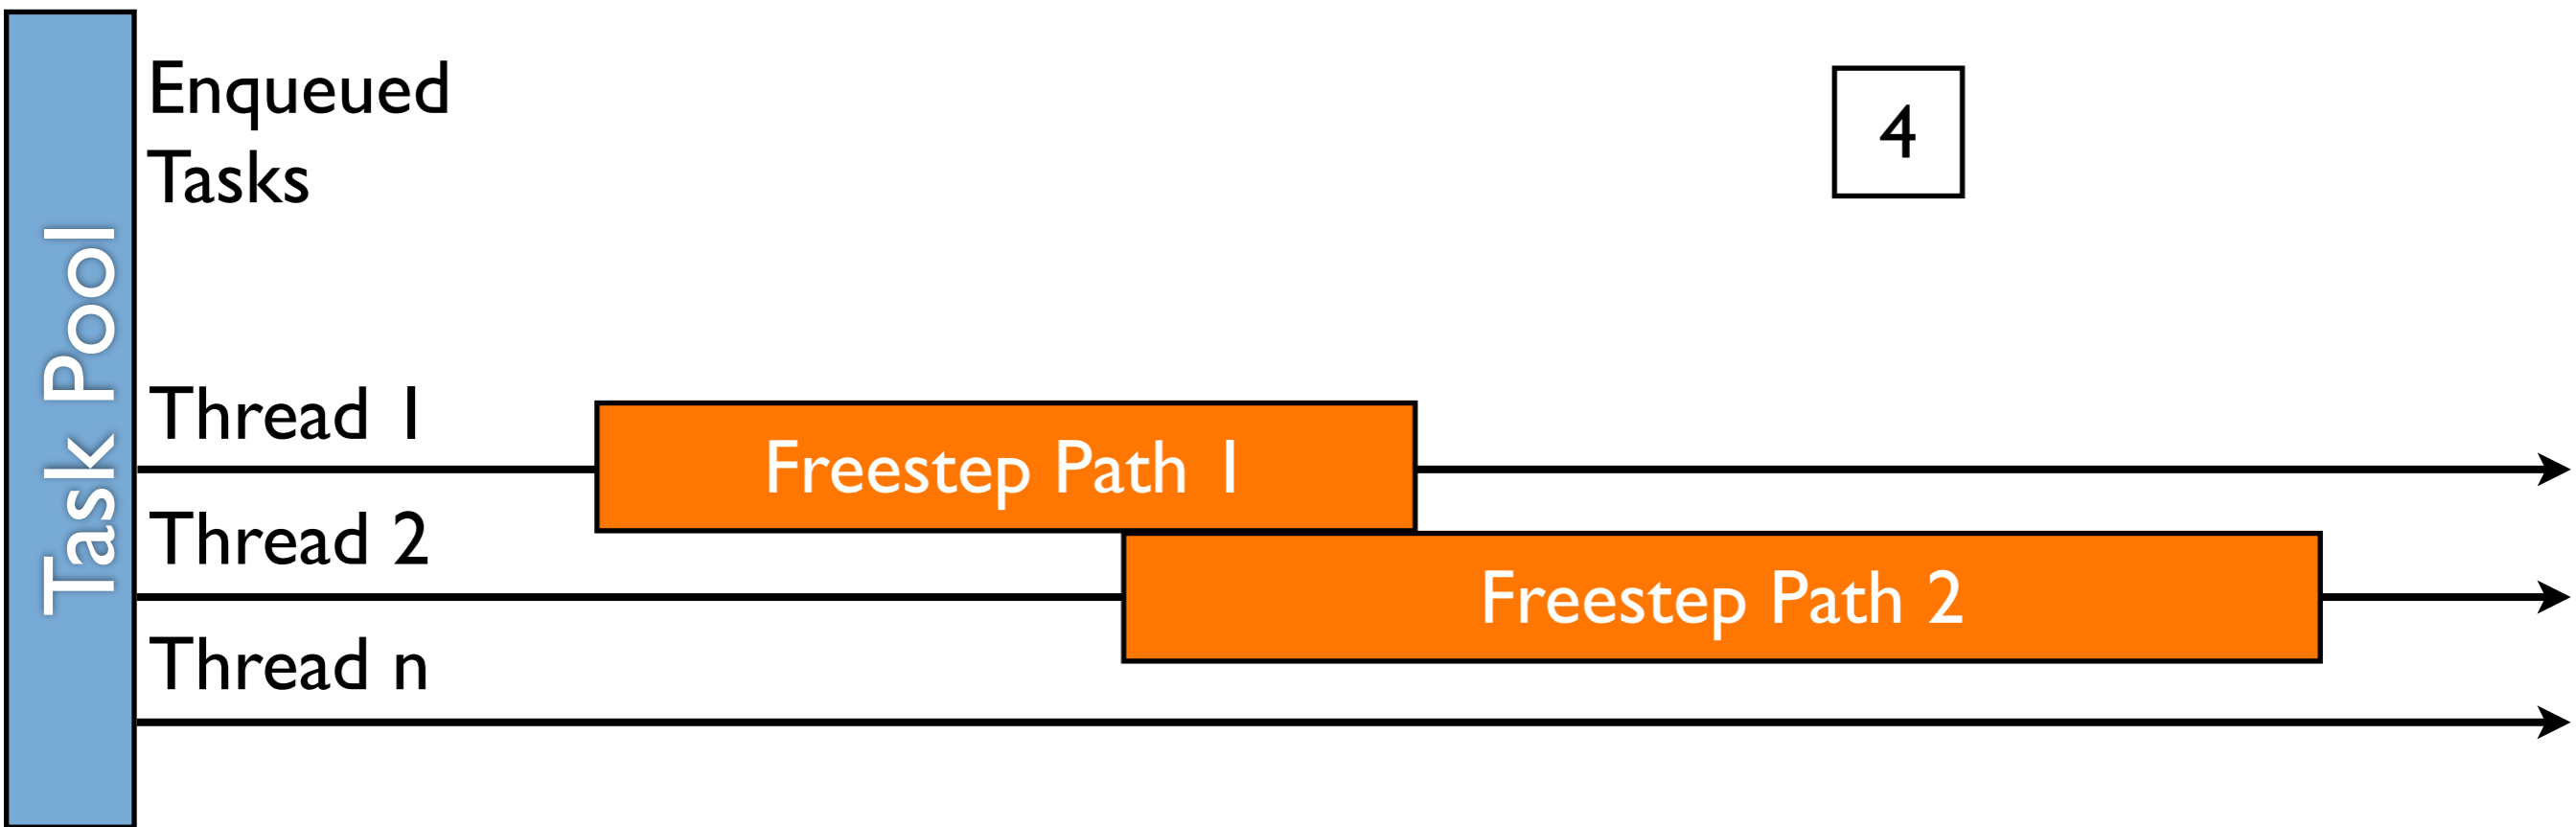 Task Pool
Enqueued
Tasks
4
Thread 1
Freestep Path 1
Thread 2
Freestep Path 2
Thread n